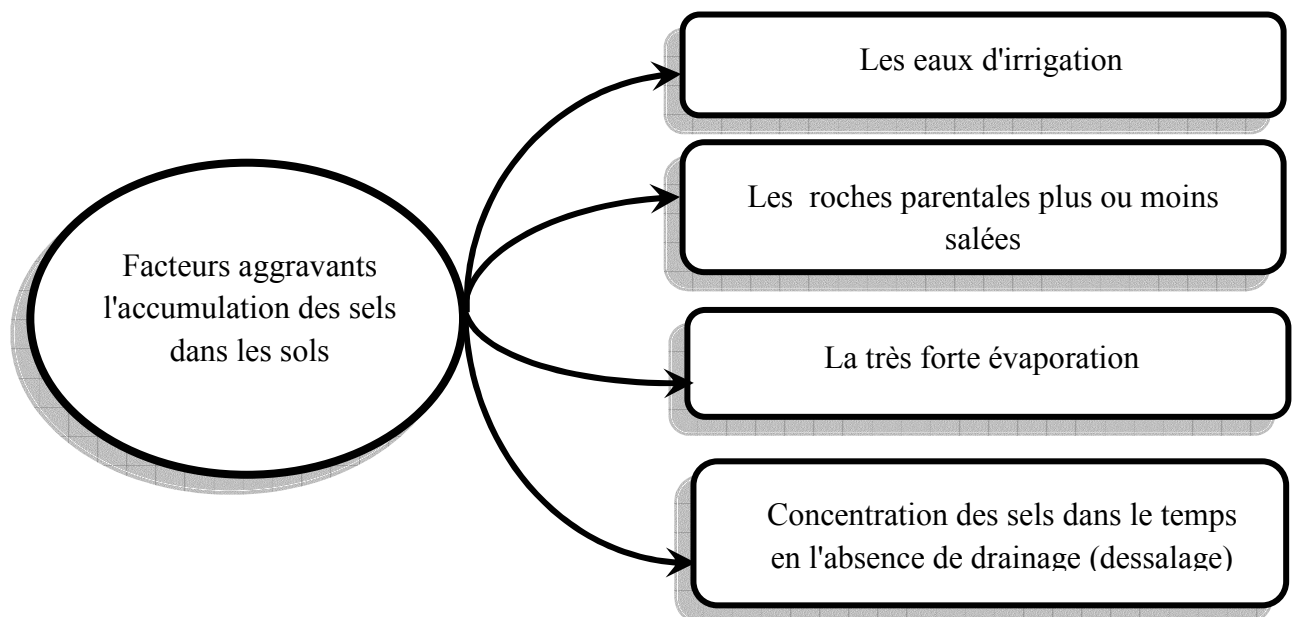 Les eaux d'irrigation
Les roches parentales plus ou moins
salées
Facteurs aggravants
l'accumulation des sels
dans les sols
La très forte évaporation
Concentration des sels dans le temps
en l'absence de drainage (dessalage)